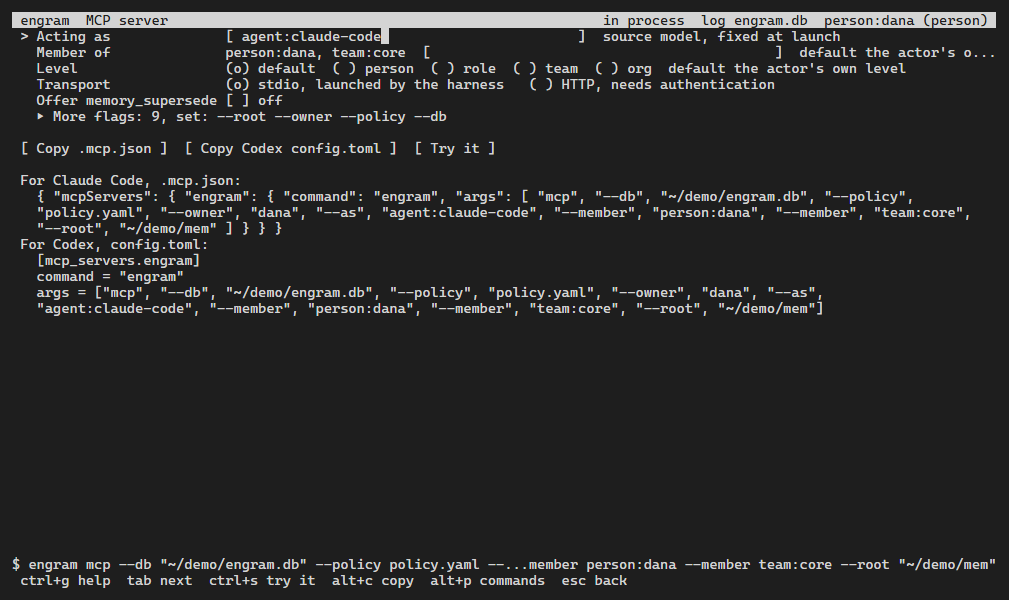 engram  MCP server                                                     in process  log engram.db  person:dana (person)
> Acting as              [ agent:claude-code                        ]  source model, fixed at launch
  Member of              person:dana, team:core  [                                          ]  default the actor's o...
  Level                  (o) default  ( ) person  ( ) role  ( ) team  ( ) org  default the actor's own level
  Transport              (o) stdio, launched by the harness   ( ) HTTP, needs authentication
  Offer memory_supersede [ ] off
  ▸ More flags: 9, set: --root --owner --policy --db
[ Copy .mcp.json ]  [ Copy Codex config.toml ]  [ Try it ]
For Claude Code, .mcp.json:
  { "mcpServers": { "engram": { "command": "engram", "args": [ "mcp", "--db", "~/demo/engram.db", "--policy",
  "policy.yaml", "--owner", "dana", "--as", "agent:claude-code", "--member", "person:dana", "--member", "team:core",
  "--root", "~/demo/mem" ] } } }
For Codex, config.toml:
  [mcp_servers.engram]
  command = "engram"
  args = ["mcp", "--db", "~/demo/engram.db", "--policy", "policy.yaml", "--owner", "dana", "--as",
  "agent:claude-code", "--member", "person:dana", "--member", "team:core", "--root", "~/demo/mem"]
$ engram mcp --db "~/demo/engram.db" --policy policy.yaml --...member person:dana --member team:core --root "~/demo/mem"
ctrl+g help  tab next  ctrl+s try it  alt+c copy  alt+p commands  esc back